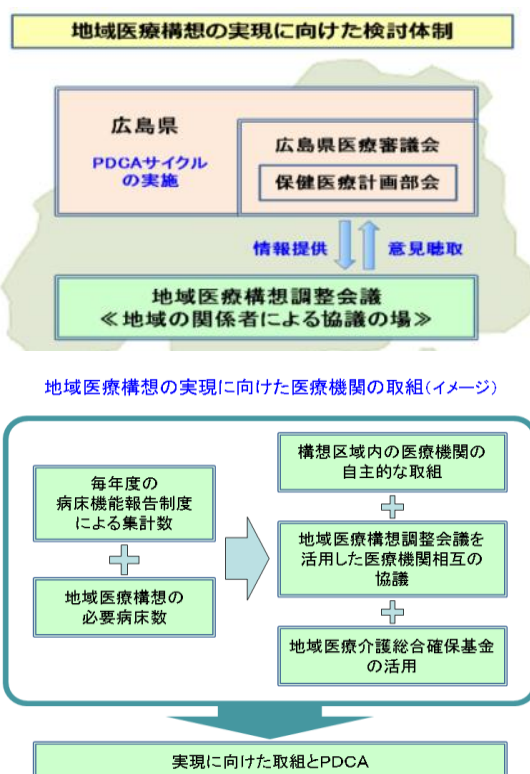 地域医療構想の実現に向けた検討体制
広島県
PDCAサイクル
の実施
広島県医療審議会
保健医療計画部会
情報提供
意見聴取
地域医療構想調整会議
≪地域の関係者による協議の場≫
地域医療構想の実現に向けた医療機関の取組(イメージ)
毎年度の
病床機能報告制度
による集計数
地域医療構想の
必要病床数
構想区域内の医療機関の
自主的な取組
地域医療構想調整会議を
活用した医療機関相互の
協議
地域医療介護総合確保基金
の活用
実現に向けた取組とPDCA